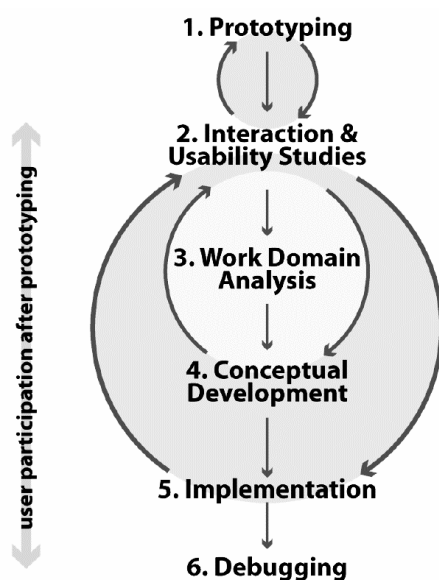 1. Prototyping
2. Interaction &
Usability Studies
3. Work Domain
Analysis
4. Conceptual
Development
5. Implementation
6. Debugging
user participation after prototyping